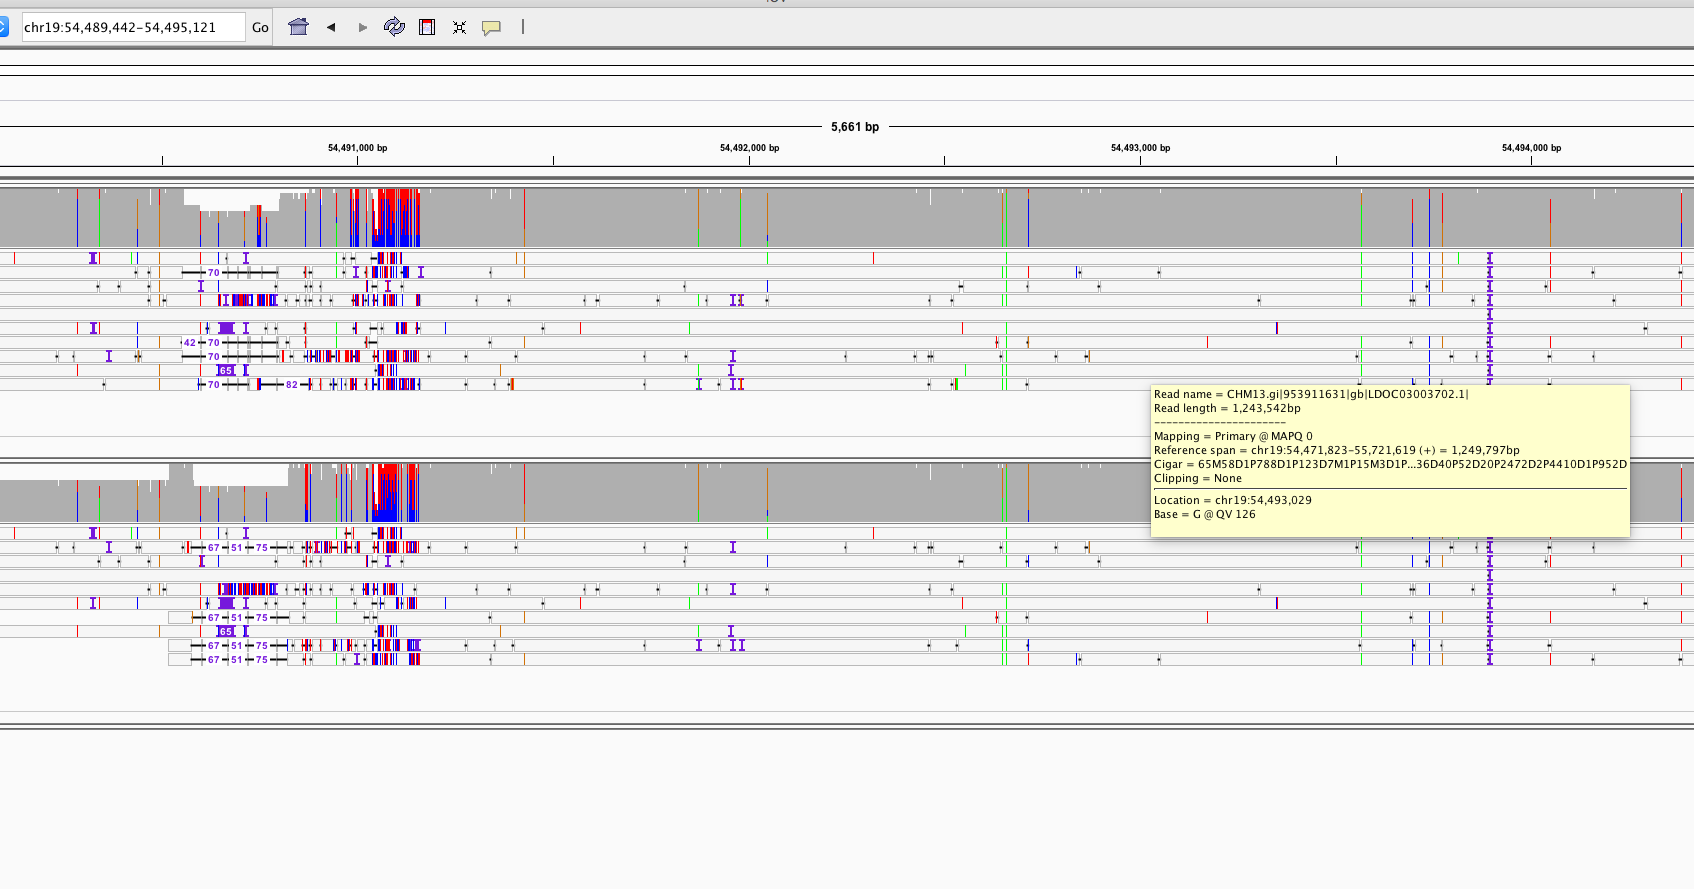 chr19:54,489,442-54,495,121 Go
5,661 bp
54,491,000 bp 54,492,000 bp 54,493,000 bp 54,494,000 bp
70
42 70
70
65
70 82
Read name = CHM13.gi|953911631|gb|LDOC03003702.1|
Read length = 1,243,542bp
----------------------
Mapping = Primary @ MAPQ 0
Reference span = chr19:54,471,823-55,721,619 (+) = 1,249,797bp
Cigar = 65M58D1P788D1P123D7M1P15M3D1P...36D40P52D20P2472D2P4410D1P952D
Clipping = None
Location = chr19:54,493,029
Base = G @ QV 126
67 51 75
67 51 75
65
67 51 75
67 51 75